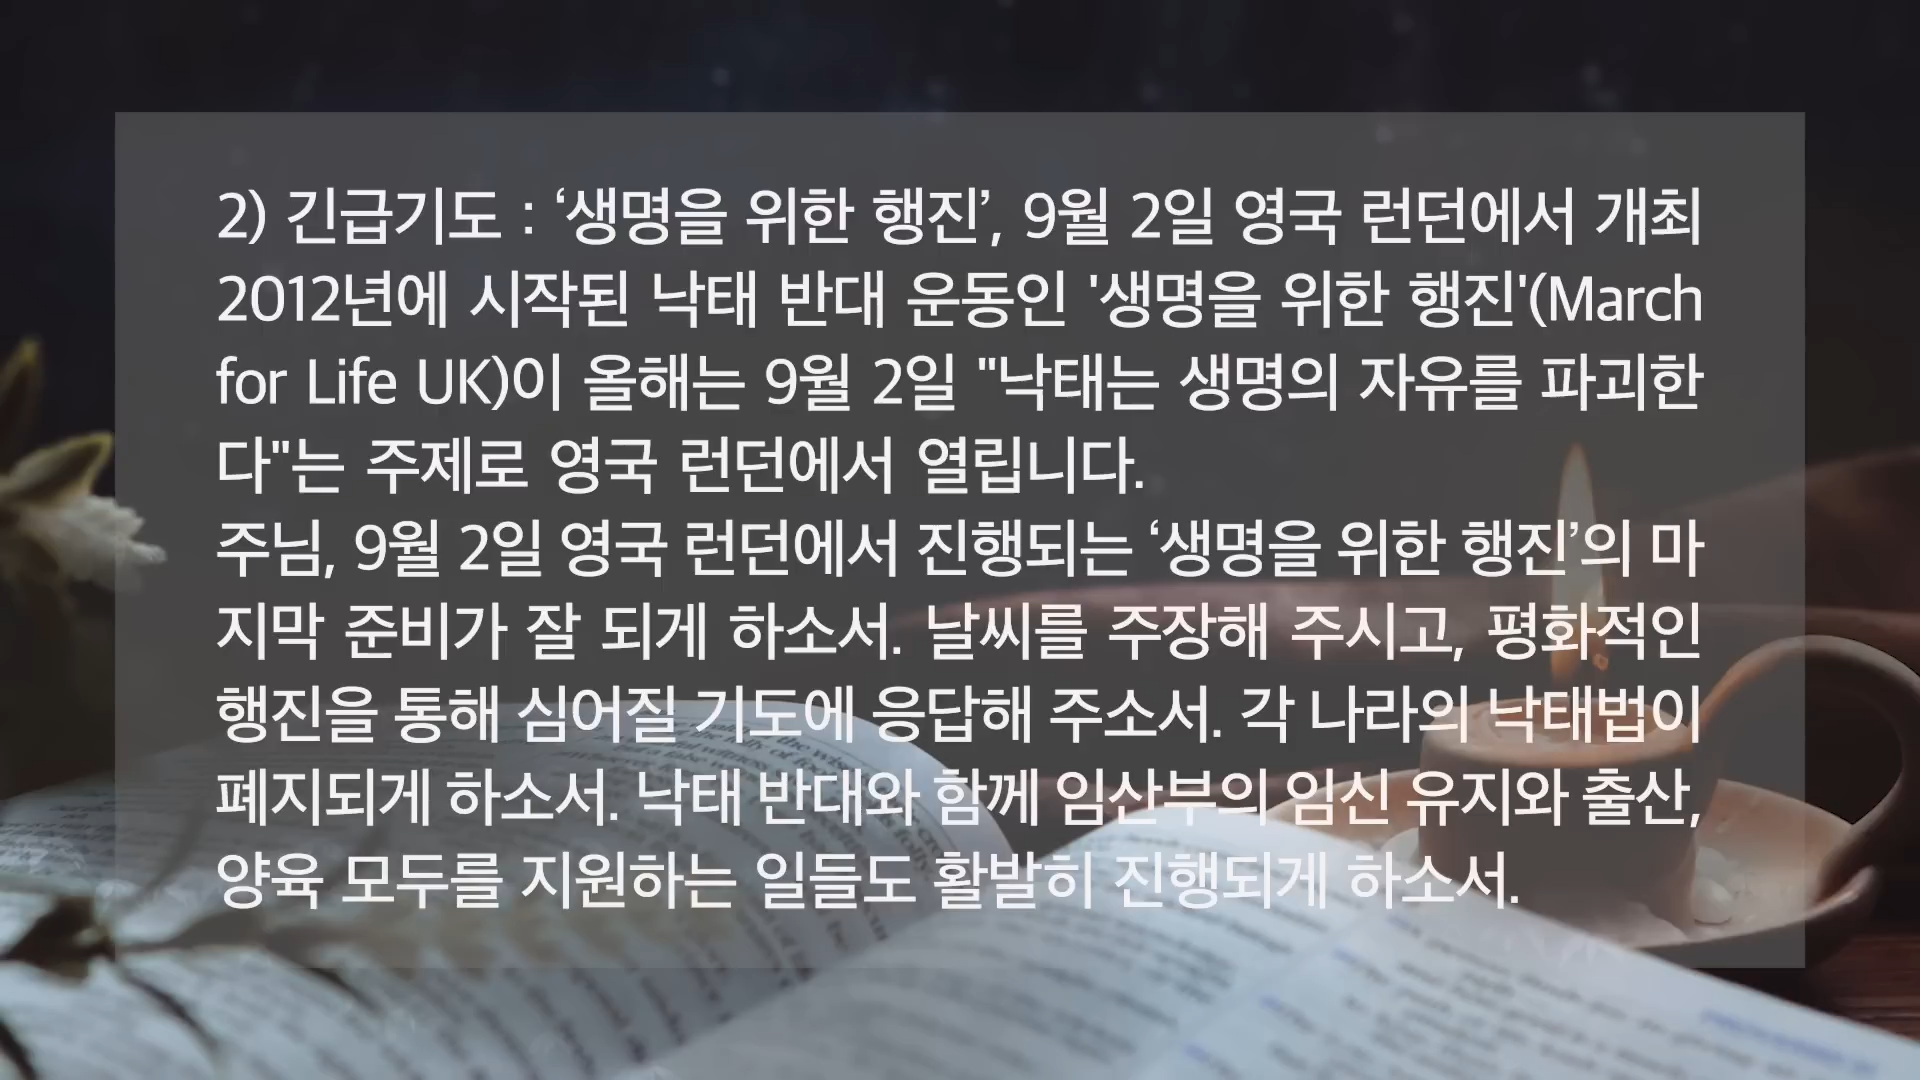 2) 긴급기도 : ‘생명을 위한 행진’, 9월 2일 영국 런던에서 개최
2012년에 시작된 낙태 반대 운동인 '생명을 위한 행진'(March
for Life UK)이 올해는 9월 2일 "낙태는 생명의 자유를 파괴한
다"는 주제로 영국 런던에서 열립니다.
주님, 9월 2일 영국 런던에서 진행되는 ‘생명을 위한 행진’의 마
지막 준비가 잘 되게 하소서. 날씨를 주장해 주시고, 평화적인
행진을 통해 심어질 기도에 응답해 주소서. 각 나라의 낙태법이
폐지되게 하소서. 낙태 반대와 함께 임산부의 임신 유지와 출산,
양육 모두를 지원하는 일들도 활발히 진행되게 하소서.